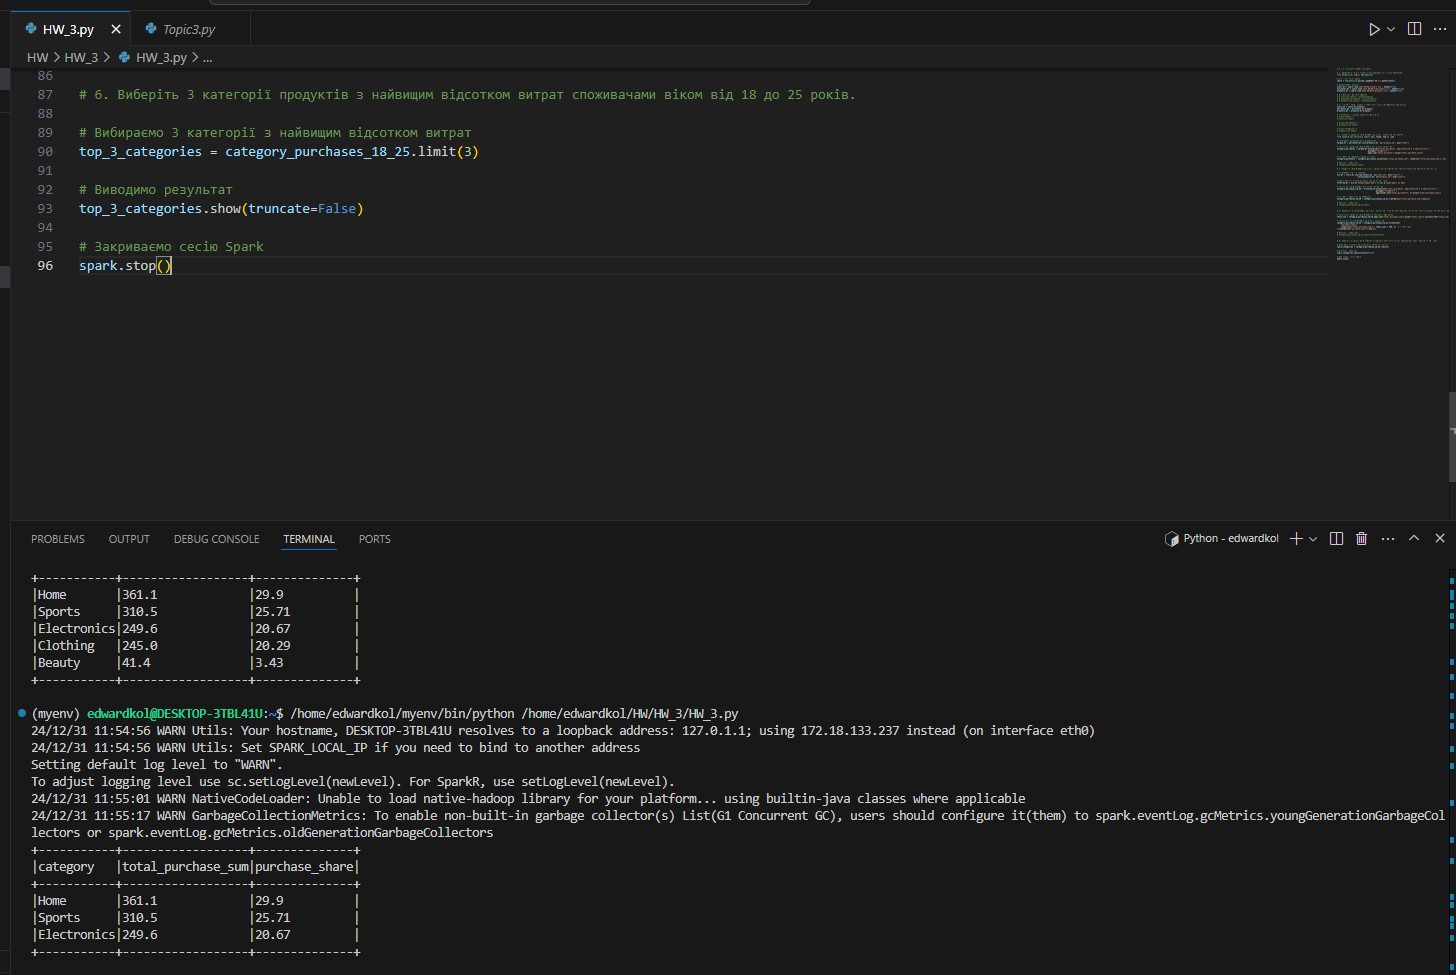 HW_3.py
Topic3.py
HW > HW_3 > HW_3.py > ...
86
87 # 6. Виберіть 3 категорії продуктів з найвищим відсотком витрат споживачами віком від 18 до 25 років.
88
89 # Вибираємо 3 категорії з найвищим відсотком витрат
90 top_3_categories = category_purchases_18_25.limit(3)
91
92 # Виводимо результат
93 top_3_categories.show(truncate=False)
94
95 # Закриваємо сесію Spark
96 spark.stop()
PROBLEMS OUTPUT DEBUG CONSOLE TERMINAL PORTS
Python - edwardkol
+-----------+------------------+--------------+
|Home       |361.1             |29.9          |
|Sports     |310.5             |25.71         |
|Electronics|249.6             |20.67         |
|Clothing   |245.0             |20.29         |
|Beauty     |41.4              |3.43          |
+-----------+------------------+--------------+
(myenv) edwardkol@DESKTOP-3TBL41U:~$ /home/edwardkol/myenv/bin/python /home/edwardkol/HW/HW_3/HW_3.py
24/12/31 11:54:56 WARN Utils: Your hostname, DESKTOP-3TBL41U resolves to a loopback address: 127.0.1.1; using 172.18.133.237 instead (on interface eth0)
24/12/31 11:54:56 WARN Utils: Set SPARK_LOCAL_IP if you need to bind to another address
Setting default log level to "WARN".
To adjust logging level use sc.setLogLevel(newLevel). For SparkR, use setLogLevel(newLevel).
24/12/31 11:55:01 WARN NativeCodeLoader: Unable to load native-hadoop library for your platform... using builtin-java classes where applicable
24/12/31 11:55:17 WARN GarbageCollectionMetrics: To enable non-built-in garbage collector(s) List(G1 Concurrent GC), users should configure it(them) to spark.eventLog.gcMetrics.youngGenerationGarbageCol
lectors or spark.eventLog.gcMetrics.oldGenerationGarbageCollectors
+-----------+------------------+--------------+
|category   |total_purchase_sum|purchase_share|
+-----------+------------------+--------------+
|Home       |361.1             |29.9          |
|Sports     |310.5             |25.71         |
|Electronics|249.6             |20.67         |
+-----------+------------------+--------------+